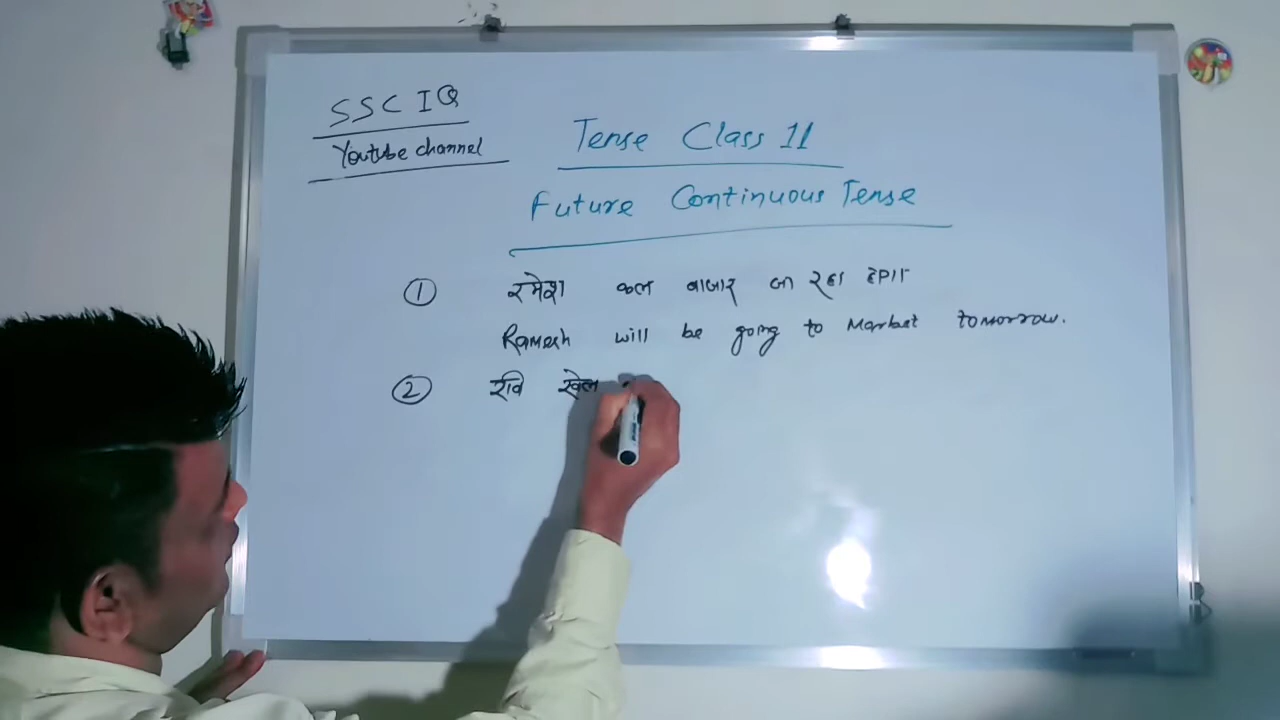 SSC IQ
Youtube channel
Tense Class 11
Future Continuous Tense
① रमेश कल बाजार जा रहा होगा
Ramesh will be going to Market tomorrow.
② रवि खेल